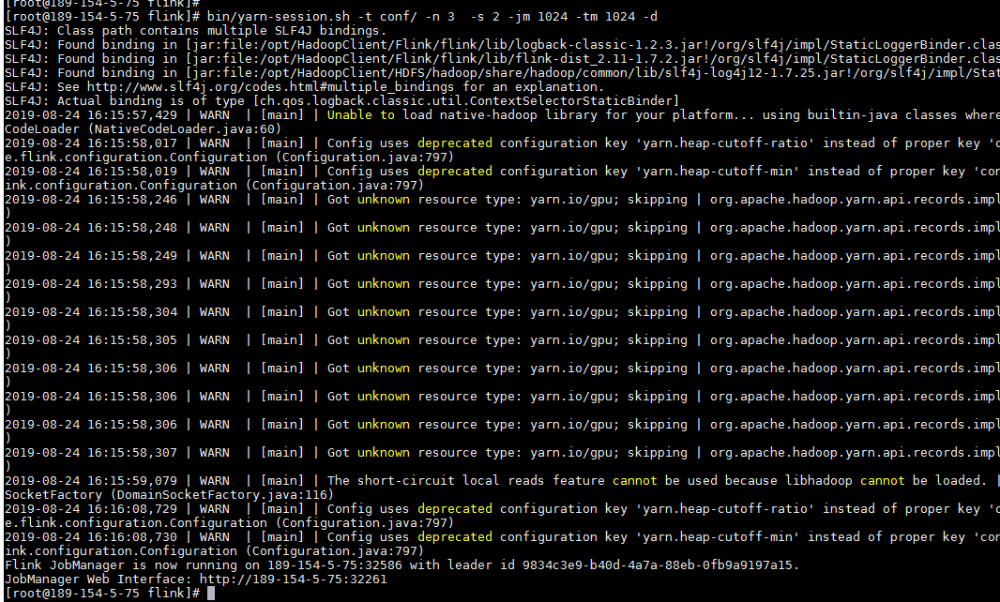 [root@189-154-5-75 flink]#
[root@189-154-5-75 flink]# bin/yarn-session.sh -t conf/ -n 3  -s 2 -jm 1024 -tm 1024 -d
SLF4J: Class path contains multiple SLF4J bindings.
SLF4J: Found binding in [jar:file:/opt/HadoopClient/Flink/flink/lib/logback-classic-1.2.3.jar!/org/slf4j/impl/StaticLoggerBinder.clas
SLF4J: Found binding in [jar:file:/opt/HadoopClient/Flink/flink/lib/flink-dist_2.11-1.7.2.jar!/org/slf4j/impl/StaticLoggerBinder.clas
SLF4J: Found binding in [jar:file:/opt/HadoopClient/HDFS/hadoop/share/hadoop/common/lib/slf4j-log4j12-1.7.25.jar!/org/slf4j/impl/Stat
SLF4J: See http://www.slf4j.org/codes.html#multiple_bindings for an explanation.
SLF4J: Actual binding is of type [ch.qos.logback.classic.util.ContextSelectorStaticBinder]
2019-08-24 16:15:57,429 | WARN  | [main] | Unable to load native-hadoop library for your platform... using builtin-java classes where
CodeLoader (NativeCodeLoader.java:60)
2019-08-24 16:15:58,017 | WARN  | [main] | Config uses deprecated configuration key 'yarn.heap-cutoff-ratio' instead of proper key 'c
e.flink.configuration.Configuration (Configuration.java:797)
2019-08-24 16:15:58,019 | WARN  | [main] | Config uses deprecated configuration key 'yarn.heap-cutoff-min' instead of proper key 'con
ink.configuration.Configuration (Configuration.java:797)
2019-08-24 16:15:58,246 | WARN  | [main] | Got unknown resource type: yarn.io/gpu; skipping | org.apache.hadoop.yarn.api.records.impl
)
2019-08-24 16:15:58,248 | WARN  | [main] | Got unknown resource type: yarn.io/gpu; skipping | org.apache.hadoop.yarn.api.records.impl
)
2019-08-24 16:15:58,249 | WARN  | [main] | Got unknown resource type: yarn.io/gpu; skipping | org.apache.hadoop.yarn.api.records.impl
)
2019-08-24 16:15:58,293 | WARN  | [main] | Got unknown resource type: yarn.io/gpu; skipping | org.apache.hadoop.yarn.api.records.impl
)
2019-08-24 16:15:58,304 | WARN  | [main] | Got unknown resource type: yarn.io/gpu; skipping | org.apache.hadoop.yarn.api.records.impl
)
2019-08-24 16:15:58,305 | WARN  | [main] | Got unknown resource type: yarn.io/gpu; skipping | org.apache.hadoop.yarn.api.records.impl
)
2019-08-24 16:15:58,306 | WARN  | [main] | Got unknown resource type: yarn.io/gpu; skipping | org.apache.hadoop.yarn.api.records.impl
)
2019-08-24 16:15:58,306 | WARN  | [main] | Got unknown resource type: yarn.io/gpu; skipping | org.apache.hadoop.yarn.api.records.impl
)
2019-08-24 16:15:58,306 | WARN  | [main] | Got unknown resource type: yarn.io/gpu; skipping | org.apache.hadoop.yarn.api.records.impl
)
2019-08-24 16:15:58,307 | WARN  | [main] | Got unknown resource type: yarn.io/gpu; skipping | org.apache.hadoop.yarn.api.records.impl
)
2019-08-24 16:15:59,079 | WARN  | [main] | The short-circuit local reads feature cannot be used because libhadoop cannot be loaded. |
SocketFactory (DomainSocketFactory.java:116)
2019-08-24 16:16:08,729 | WARN  | [main] | Config uses deprecated configuration key 'yarn.heap-cutoff-ratio' instead of proper key 'c
e.flink.configuration.Configuration (Configuration.java:797)
2019-08-24 16:16:08,730 | WARN  | [main] | Config uses deprecated configuration key 'yarn.heap-cutoff-min' instead of proper key 'con
ink.configuration.Configuration (Configuration.java:797)
Flink JobManager is now running on 189-154-5-75:32586 with leader id 9834c3e9-b40d-4a7a-88eb-0fb9a9197a15.
JobManager Web Interface: http://189-154-5-75:32261
[root@189-154-5-75 flink]#